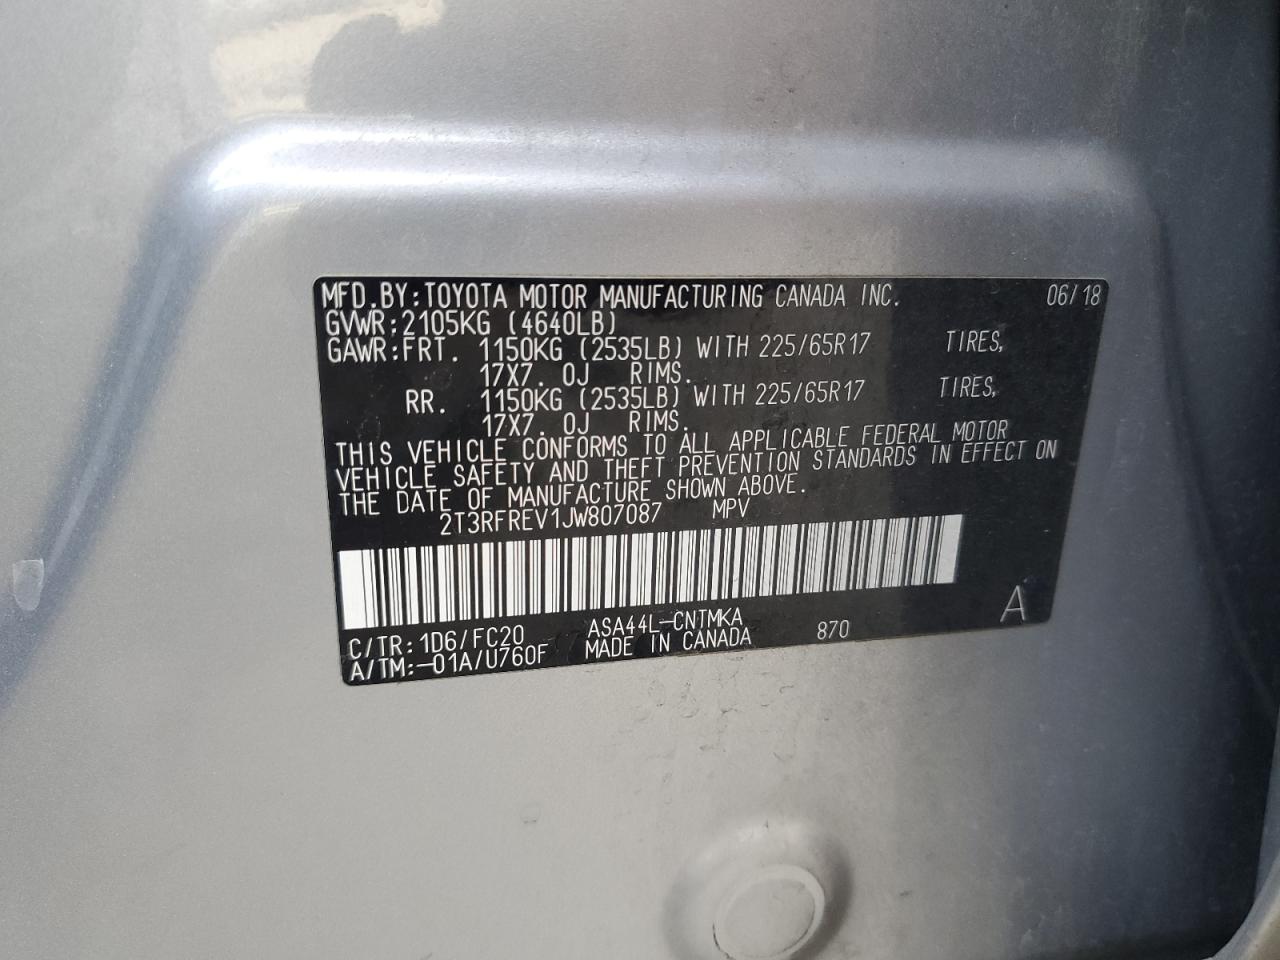 MFD.BY:TOYOTA MOTOR MANUFACTURING CANADA INC. 06/18
GVWR:2105KG (4640LB)
GAWR:FRT. 1150KG (2535LB) WITH 225/65R17 TIRES,
17X7.0J RIMS.
RR. 1150KG (2535LB) WITH 225/65R17 TIRES,
17X7.0J RIMS.
THIS VEHICLE CONFORMS TO ALL APPLICABLE FEDERAL MOTOR
VEHICLE SAFETY AND THEFT PREVENTION STANDARDS IN EFFECT ON
THE DATE OF MANUFACTURE SHOWN ABOVE.
2T3RFREV1JW807087 MPV
A
C/TR:1D6/FC20 ASA44L-CNTMKA 870
A/TM:-01A/U760F MADE IN CANADA